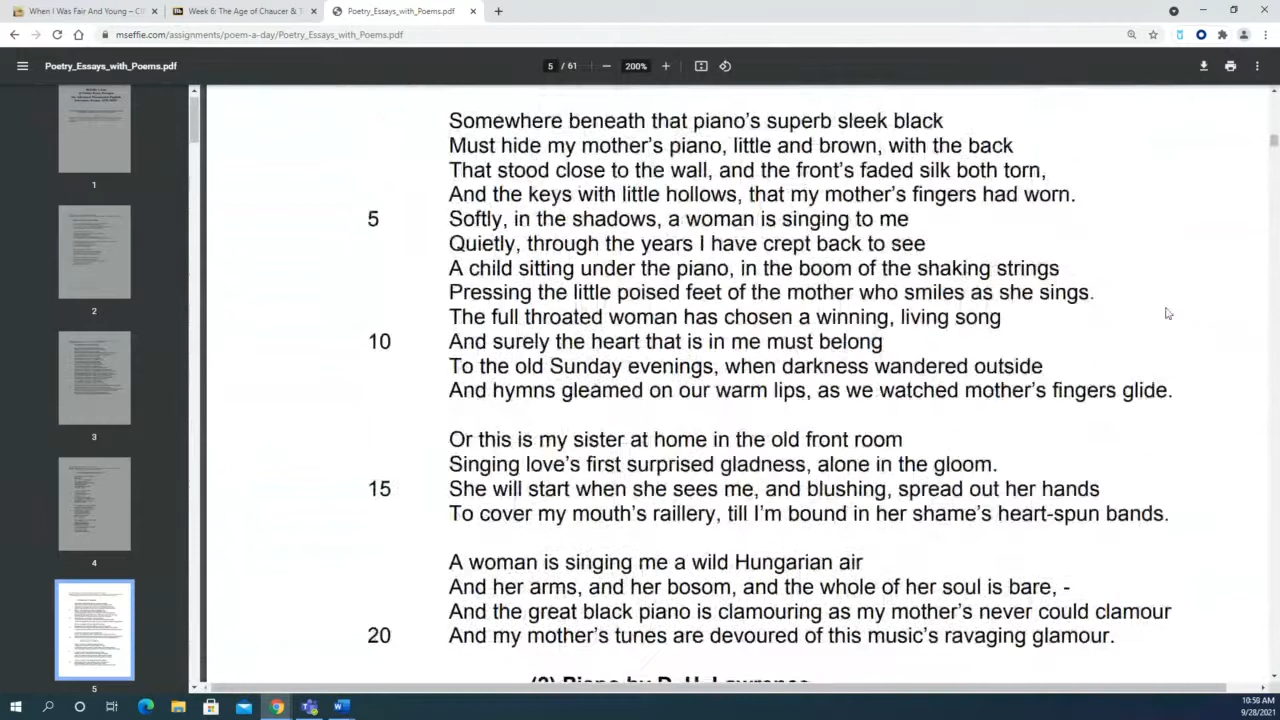 When I Was Fair And Young – C
Week 6: The Age of Chaucer & T
Poetry_Essays_with_Poems.pdf
mseffie.com/assignments/poem-a-day/Poetry_Essays_with_Poems.pdf
Poetry_Essays_with_Poems.pdf
5 / 61
200%
Somewhere beneath that piano's superb sleek black
Must hide my mother's piano, little and brown, with the back
That stood close to the wall, and the front's faded silk both torn,
And the keys with little hollows, that my mother's fingers had worn.
5 Softly, in the shadows, a woman is singing to me
Quietly, through the years I have crept back to see
A child sitting under the piano, in the boom of the shaking strings
Pressing the little poised feet of the mother who smiles as she sings.
The full throated woman has chosen a winning, living song
10 And surely the heart that is in me must belong
To the old Sunday evenings, when darkness wandered outside
And hymns gleamed on our warm lips, as we watched mother's fingers glide.
Or this is my sister at home in the old front room
Singing love's first surprised gladness, alone in the gloom.
15 She will start when she sees me, and blushing, spread out her hands
To cover my mouth's raillery, till I'm bound in her shame's heart-spun bands.
A woman is singing me a wild Hungarian air
And her arms, and her bosom, and the whole of her soul is bare, -
And the great black piano is clamouring as my mother's never could clamour
20 And my mother's tunes are devoured of this music's ravaging glamour.
(2) Piano by D. H. Lawrence
1
2
3
4
5
10:58 AM
9/28/2021